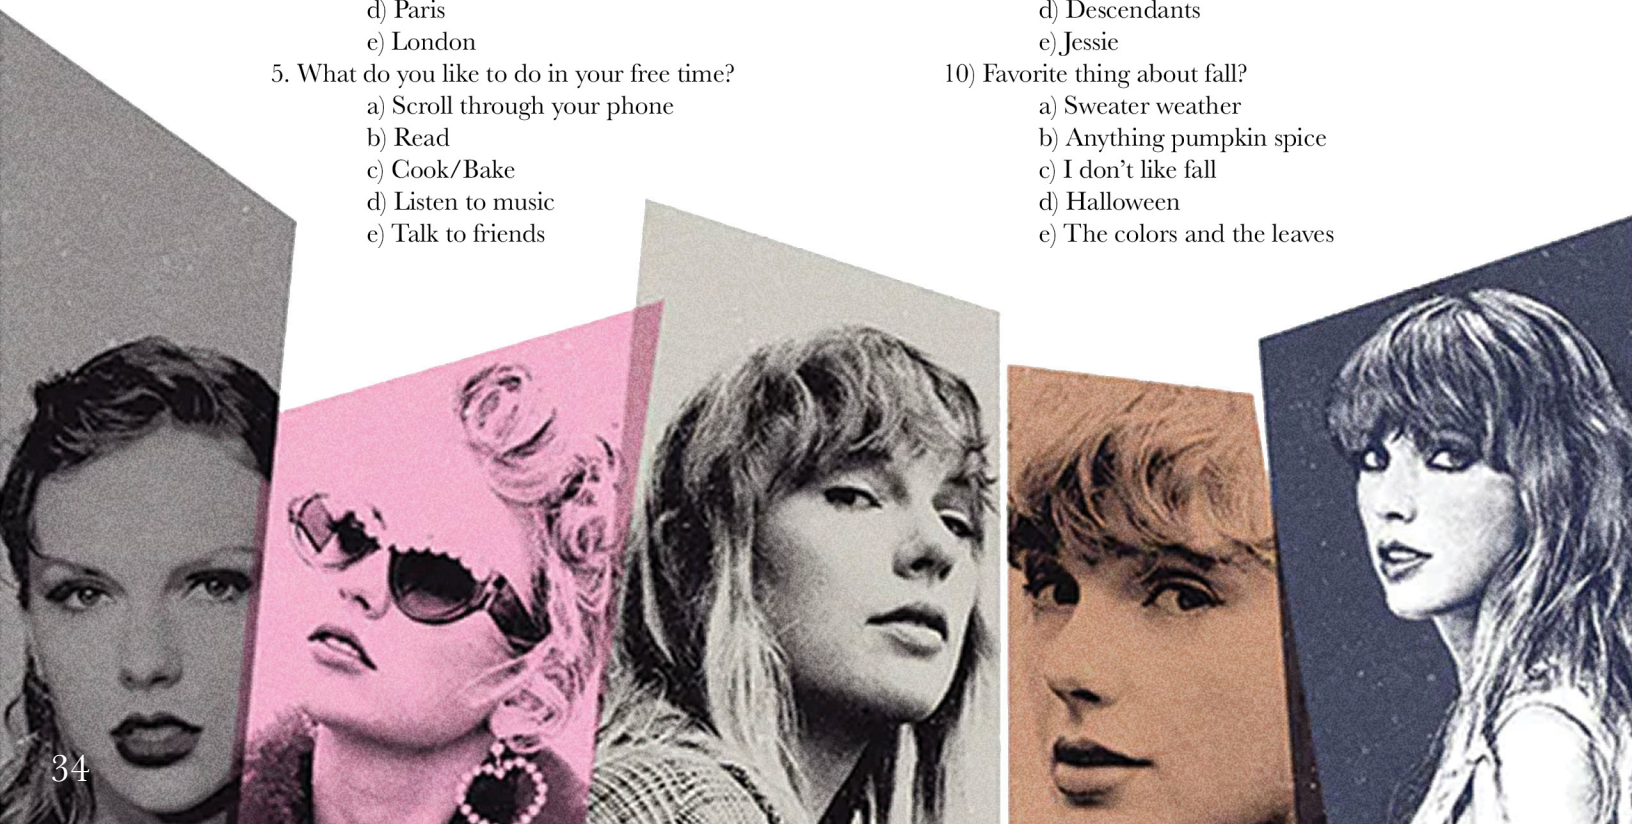 d) Paris
e) London
5. What do you like to do in your free time?
a) Scroll through your phone
b) Read
c) Cook/Bake
d) Listen to music
e) Talk to friends
d) Descendants
e) Jessie
10) Favorite thing about fall?
a) Sweater weather
b) Anything pumpkin spice
c) I don’t like fall
d) Halloween
e) The colors and the leaves
34